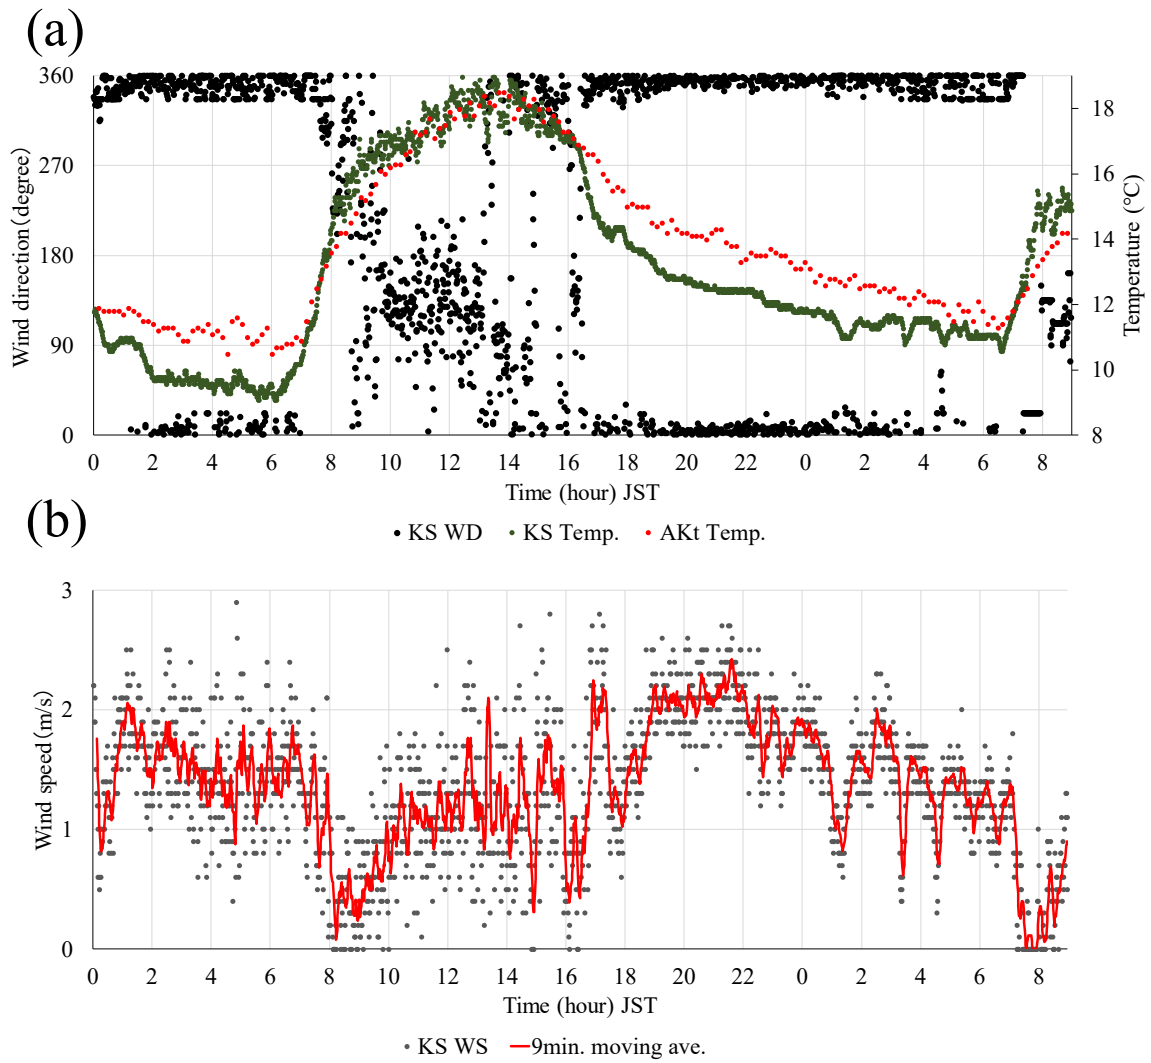 (a)
Wind direction (degree)
360
270
180
90
0
18
16
14
12
10
8
Temperature (℃)
0 2 4 6 8 10 12 14 16 18 20 22 0 2 4 6 8
Time (hour) JST
KS WD KS Temp. AKt Temp.
(b)
Wind speed (m/s)
3
2
1
0
0 2 4 6 8 10 12 14 16 18 20 22 0 2 4 6 8
Time (hour) JST
KS WS 9min. moving ave.